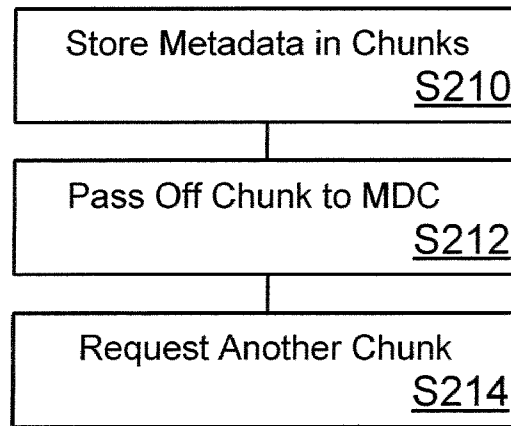 Store Metadata in Chunks
S210
Pass Off Chunk to MDC
S212
Request Another Chunk
S214